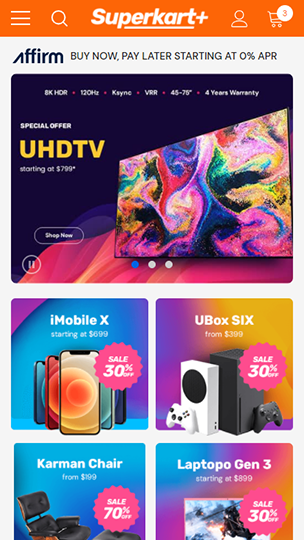 Superkart+
3
affirm BUY NOW, PAY LATER STARTING AT 0% APR
8K HDR • 120Hz • Ksync • VRR • 45-75" • 4 Years Warranty
SPECIAL OFFER
UHDTV
starting at $799*
Shop Now
iMobile X
starting at $699
SALE
30% OFF
UBox SIX
from $399
SALE
30% OFF
Karman Chair
from $199
SALE
70% OFF
Laptopo Gen 3
starting at $899
SALE
30% OFF